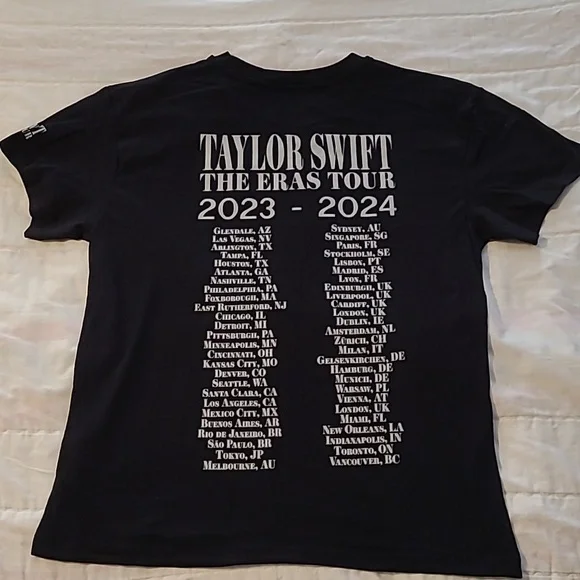 TAYLOR SWIFT
THE ERAS TOUR
2023 - 2024
GLENDALE, AZ
LAS VEGAS, NV
ARLINGTON, TX
TAMPA, FL
HOUSTON, TX
ATLANTA, GA
NASHVILLE, TN
PHILADELPHIA, PA
FOXBOROUGH, MA
EAST RUTHERFORD, NJ
CHICAGO, IL
DETROIT, MI
PITTSBURGH, PA
MINNEAPOLIS, MN
CINCINNATI, OH
KANSAS CITY, MO
DENVER, CO
SEATTLE, WA
SANTA CLARA, CA
LOS ANGELES, CA
MEXICO CITY, MX
BUENOS AIRES, AR
RIO DE JANEIRO, BR
SÃO PAULO, BR
TOKYO, JP
MELBOURNE, AU
SYDNEY, AU
SINGAPORE, SG
PARIS, FR
STOCKHOLM, SE
LISBON, PT
MADRID, ES
LYON, FR
EDINBURGH, UK
LIVERPOOL, UK
CARDIFF, UK
LONDON, UK
DUBLIN, IE
AMSTERDAM, NL
ZÜRICH, CH
MILAN, IT
GELSENKIRCHEN, DE
HAMBURG, DE
MUNICH, DE
WARSAW, PL
VIENNA, AT
LONDON, UK
MIAMI, FL
NEW ORLEANS, LA
INDIANAPOLIS, IN
TORONTO, ON
VANCOUVER, BC